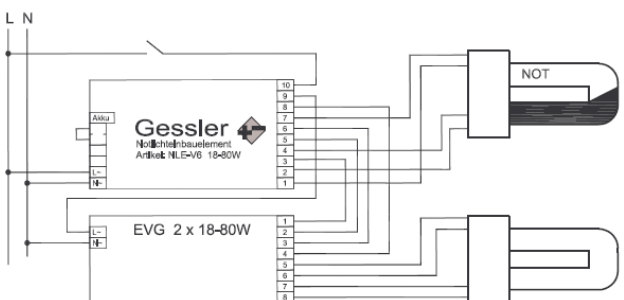 L N
10
9
8
Akku
7
NOT
Gessler
6
Notlichteinbauelement
5
Artikel: NLE-V6 18-80W
4
3
L~
2
N~
1
EVG 2 x 18-80W
1
L~
2
N~
3
4
5
6
7
8